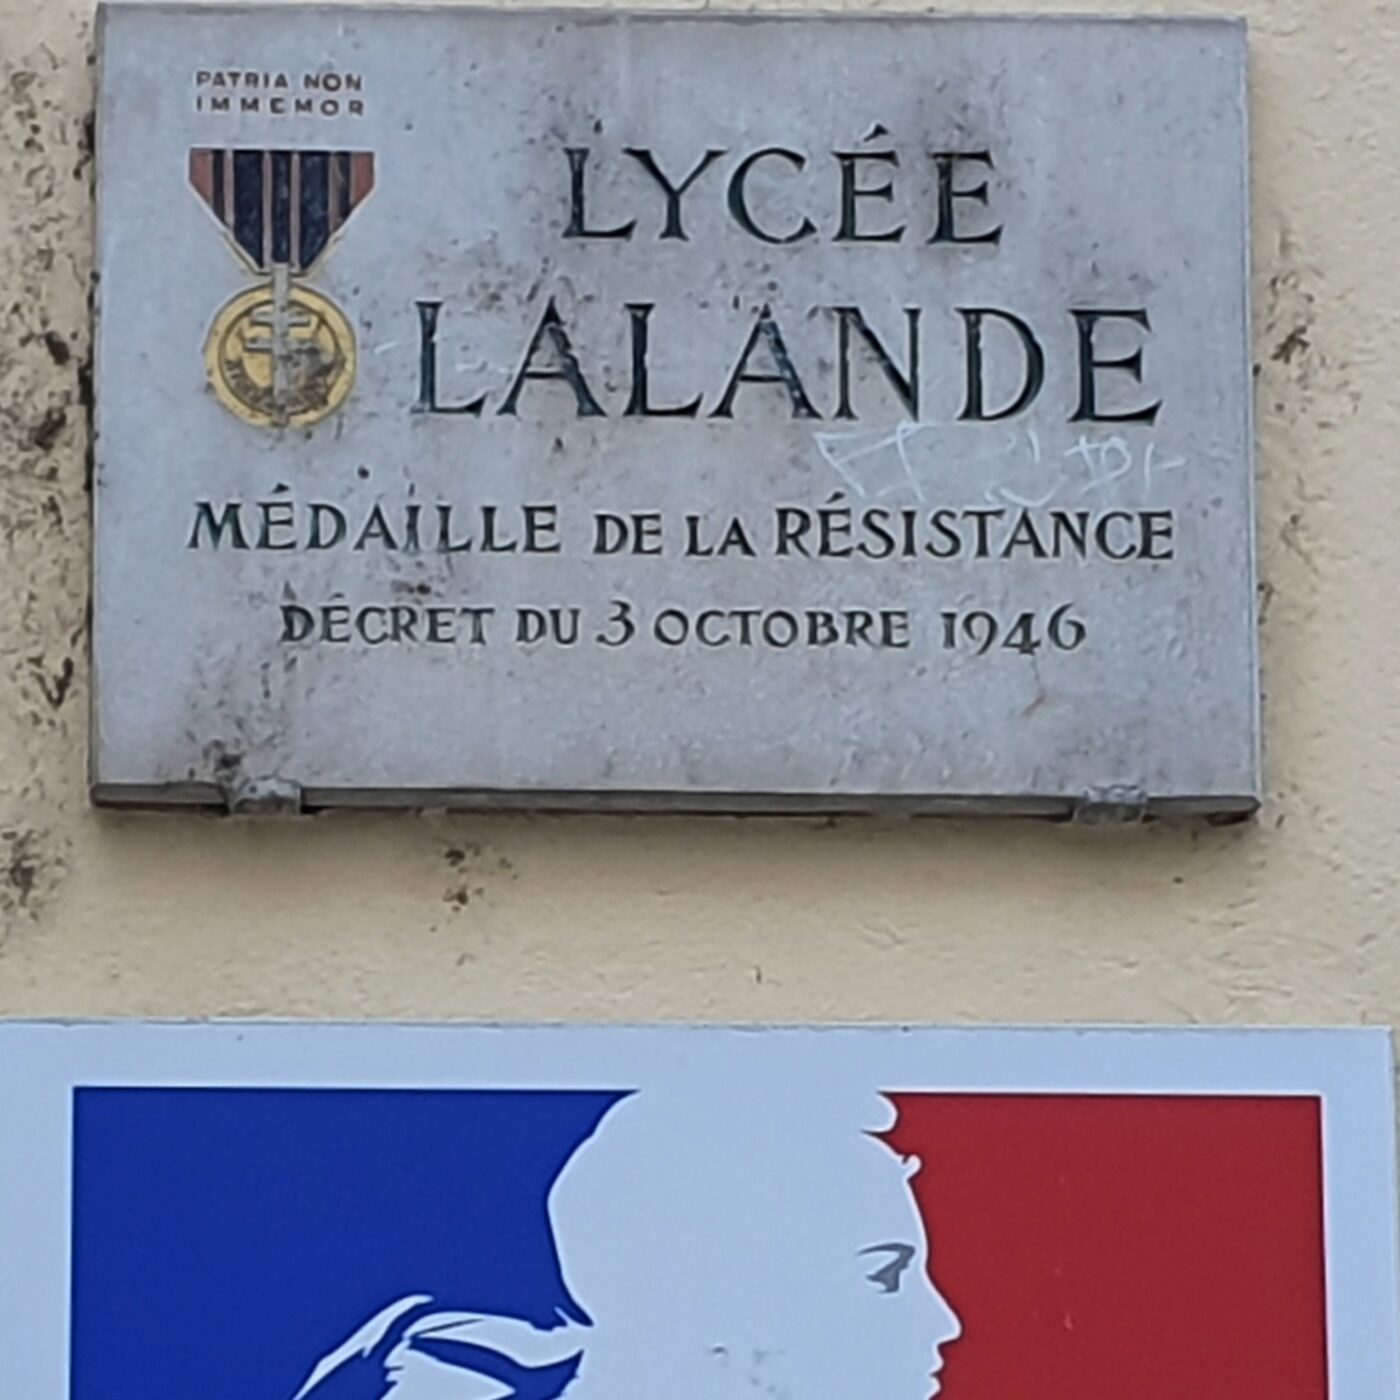 PATRIA NON
IMMEMOR
LYCÉE
LALANDE
MÉDAILLE DE LA RÉSISTANCE
DÉCRET DU 3 OCTOBRE 1946